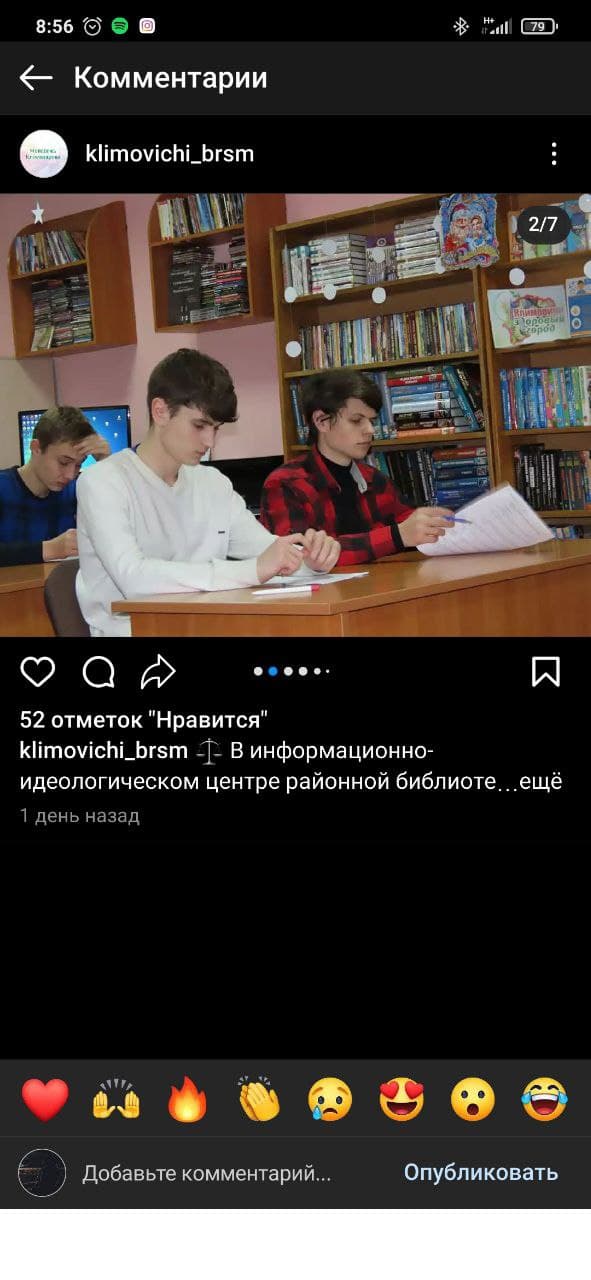 8:56
H+
79
Комментарии
klimovichi_brsm
2/7
Климовичи
здоровый
город
52 отметок "Нравится"
klimovichi_brsm ⚖ В информационно-
идеологическом центре районной библиоте...ещё
1 день назад
Добавьте комментарий...
Опубликовать